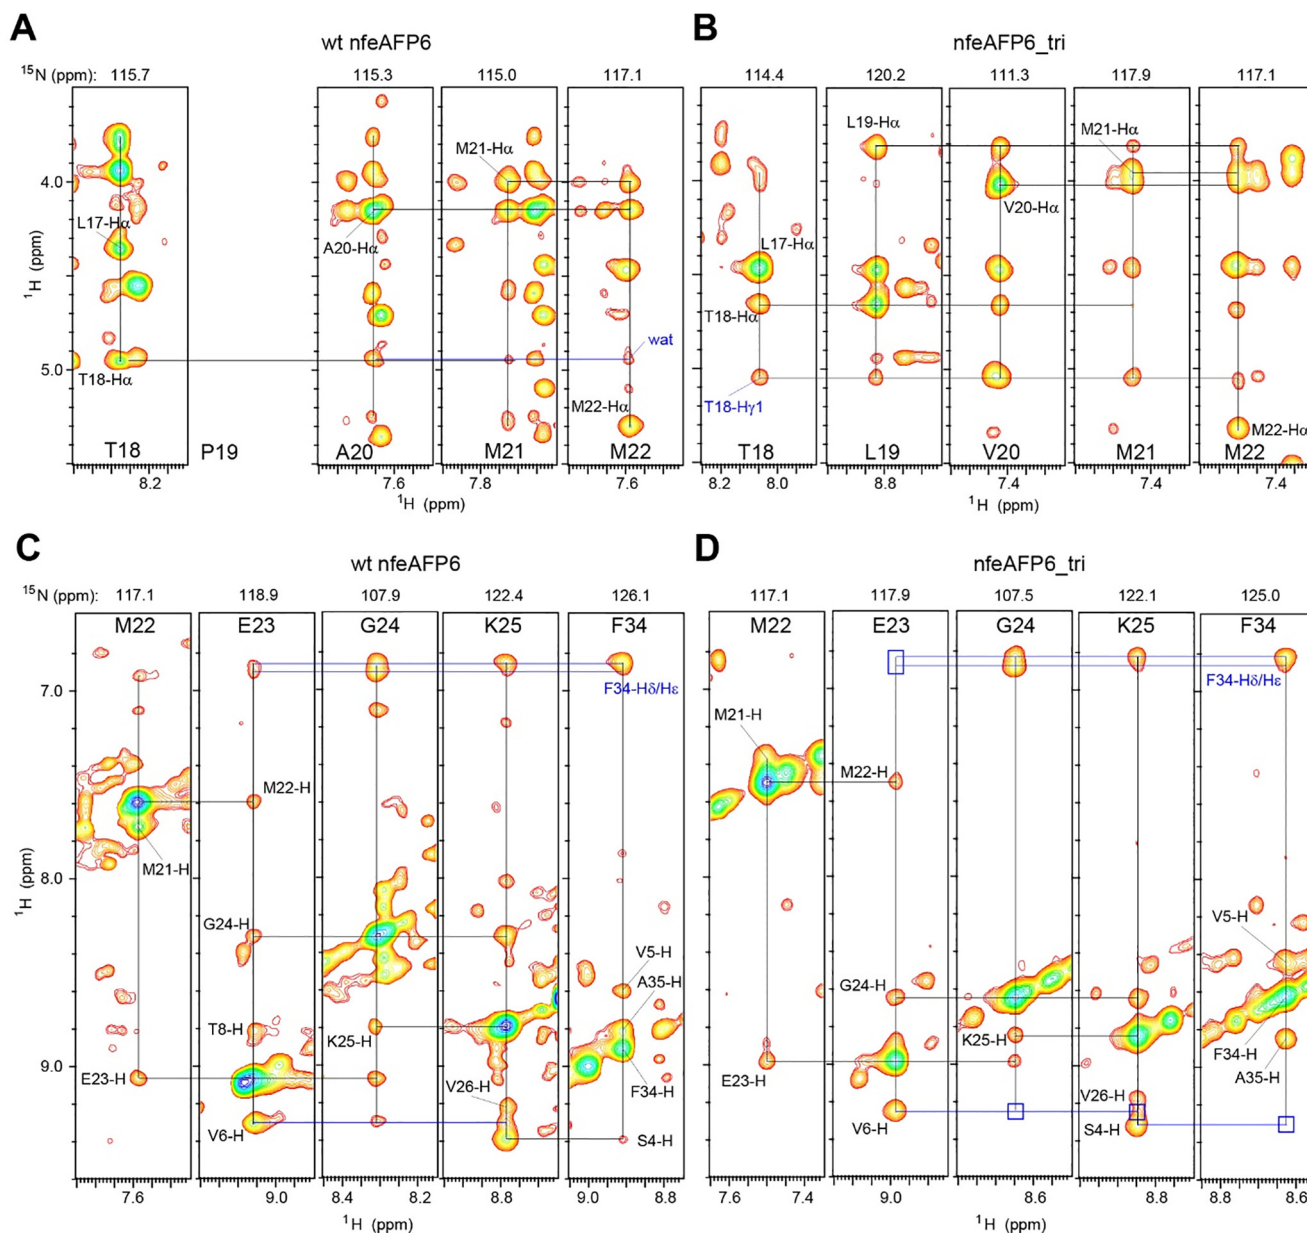 A
wt nfeAFP6
15N (ppm): 115.7 115.3 115.0 117.1
4.0
5.0
1H (ppm)
L17-Hα
T18-Hα
A20-Hα
M21-Hα
M22-Hα
wat
T18 P19 A20 M21 M22
8.2 7.6 7.8 7.6
1H (ppm)
B
nfeAFP6_tri
114.4 120.2 111.3 117.9 117.1
L19-Hα
M21-Hα
V20-Hα
L17-Hα
T18-Hα
T18-Hγ1
M22-Hα
T18 L19 V20 M21 M22
8.2 8.0 8.8 7.4 7.4 7.4
1H (ppm)
C
wt nfeAFP6
15N (ppm): 117.1 118.9 107.9 122.4 126.1
M22 E23 G24 K25 F34
7.0
8.0
9.0
1H (ppm)
F34-Hδ/Hε
M22-H
M21-H
G24-H
V5-H
A35-H
T8-H
K25-H
E23-H
V26-H
F34-H
V6-H
S4-H
7.6 9.0 8.4 8.2 8.8 9.0 8.8
1H (ppm)
D
nfeAFP6_tri
117.1 117.9 107.5 122.1 125.0
M22 E23 G24 K25 F34
F34-Hδ/Hε
M21-H
M22-H
V5-H
G24-H
K25-H
F34-H
E23-H
A35-H
V26-H
V6-H
S4-H
7.6 7.4 9.0 8.6 8.8 8.8 8.6
1H (ppm)